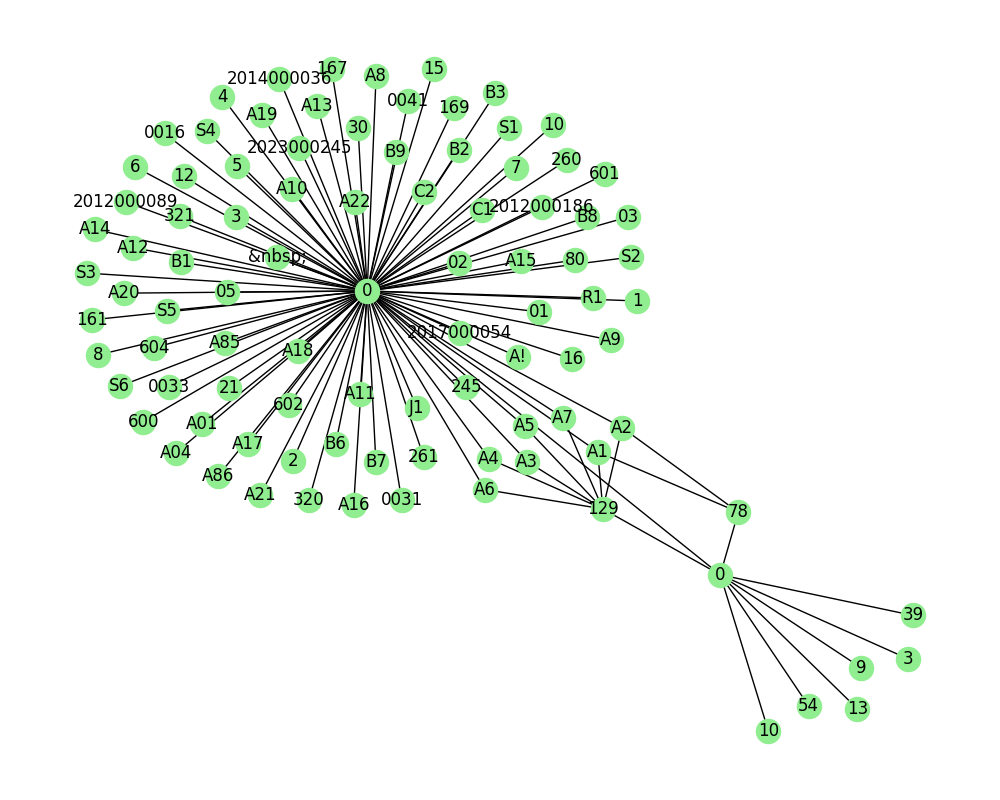 167
15
2014000036
A8
4
0041
B3
A13
169
A19
10
30
S1
0016
S4
2023000245
B9
B2
260
6
5
7
601
12
A10
C2
2012000089
A22
2012000186
C1
321
3
B8
03
A14
A12
&nbsp;
S2
B1
02
A15
80
S3
A20
05
0
R1
1
S5
01
161
2017000054
A9
604
A85
A18
8
A!
16
S6
0033
21
245
A11
602
J1
600
A01
A7
A5
A2
A17
B6
A04
A1
261
A4
2
B7
A3
A86
A6
A21
320
0031
A16
129
78
0
39
3
9
54
13
10